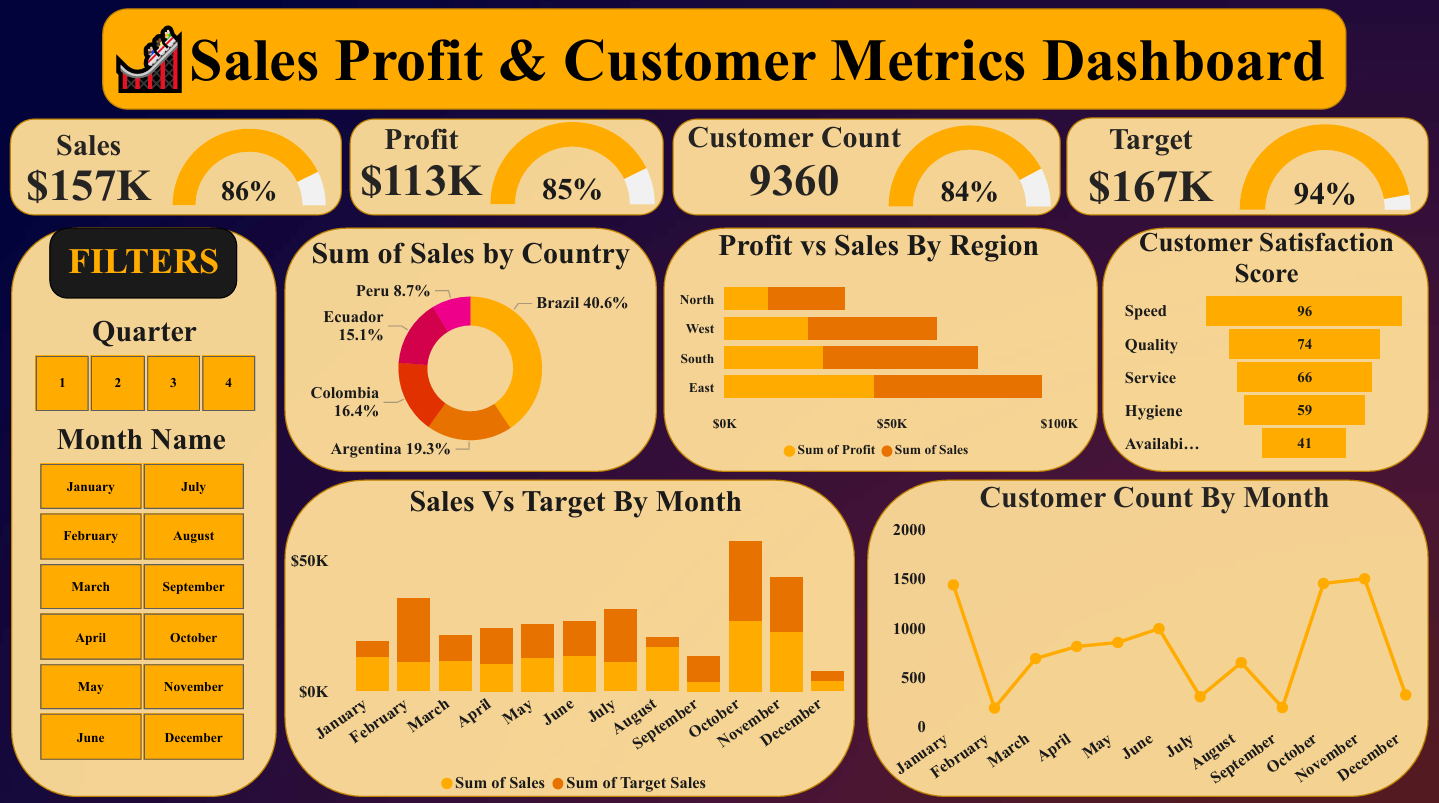 Sales Profit & Customer Metrics Dashboard
Sales
$157K
86%
Profit
$113K
85%
Customer Count
9360
84%
Target
$167K
94%
FILTERS
Quarter
1 2 3 4
Month Name
January July
February August
March September
April October
May November
June December
Sum of Sales by Country
Peru 8.7%
Brazil 40.6%
Ecuador
15.1%
Colombia
16.4%
Argentina 19.3%
Profit vs Sales By Region
North
West
South
East
$0K $50K $100K
Sum of Profit Sum of Sales
Customer Satisfaction
Score
Speed 96
Quality 74
Service 66
Hygiene 59
Availabi... 41
Sales Vs Target By Month
$50K
$0K
January February March April May June July August September October November December
Sum of Sales Sum of Target Sales
Customer Count By Month
2000
1500
1000
500
0
January February March April May June July August September October November December